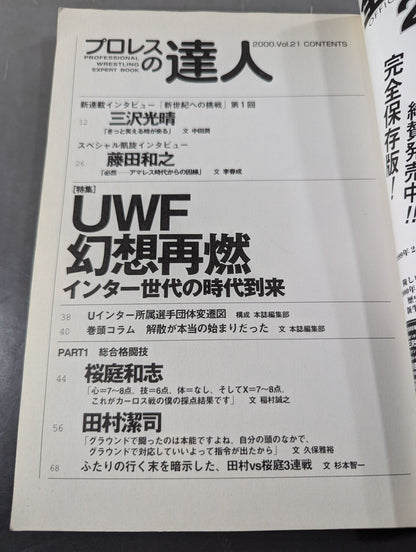 プロレスの達人
PROFESSIONAL
WRESTLING
EXPERT BOOK
2000.Vol.21 CONTENTS
新連載インタビュー「新世紀への挑戦」第1回
12 三沢光晴
「きっと笑える時が来る」 文 中田潤
スペシャル凱旋インタビュー
26 藤田和之
「必然──アマレス時代からの因縁」 文 李春成
[特集]
UWF
幻想再燃
インター世代の時代到来
38 Uインター所属選手団体変遷図 構成 本誌編集部
40 巻頭コラム 解散が本当の始まりだった 文 本誌編集部
PART1 総合格闘技
44 桜庭和志
「心=7〜8点、技=6点、体=なし、そしてX=7〜8点、
これがカーロス戦の僕の採点結果です」 文 稲村誠之
56 田村潔司
「グラウンドで闘ったのは本能ですよね。自分の頭のなかで、
グラウンドで対応していいよって指令が出たから」 文 久保雅裕
68 ふたりの行く末を暗示した、田村vs桜庭3連戦 文 杉本智一
完全保存版!
発売中!!